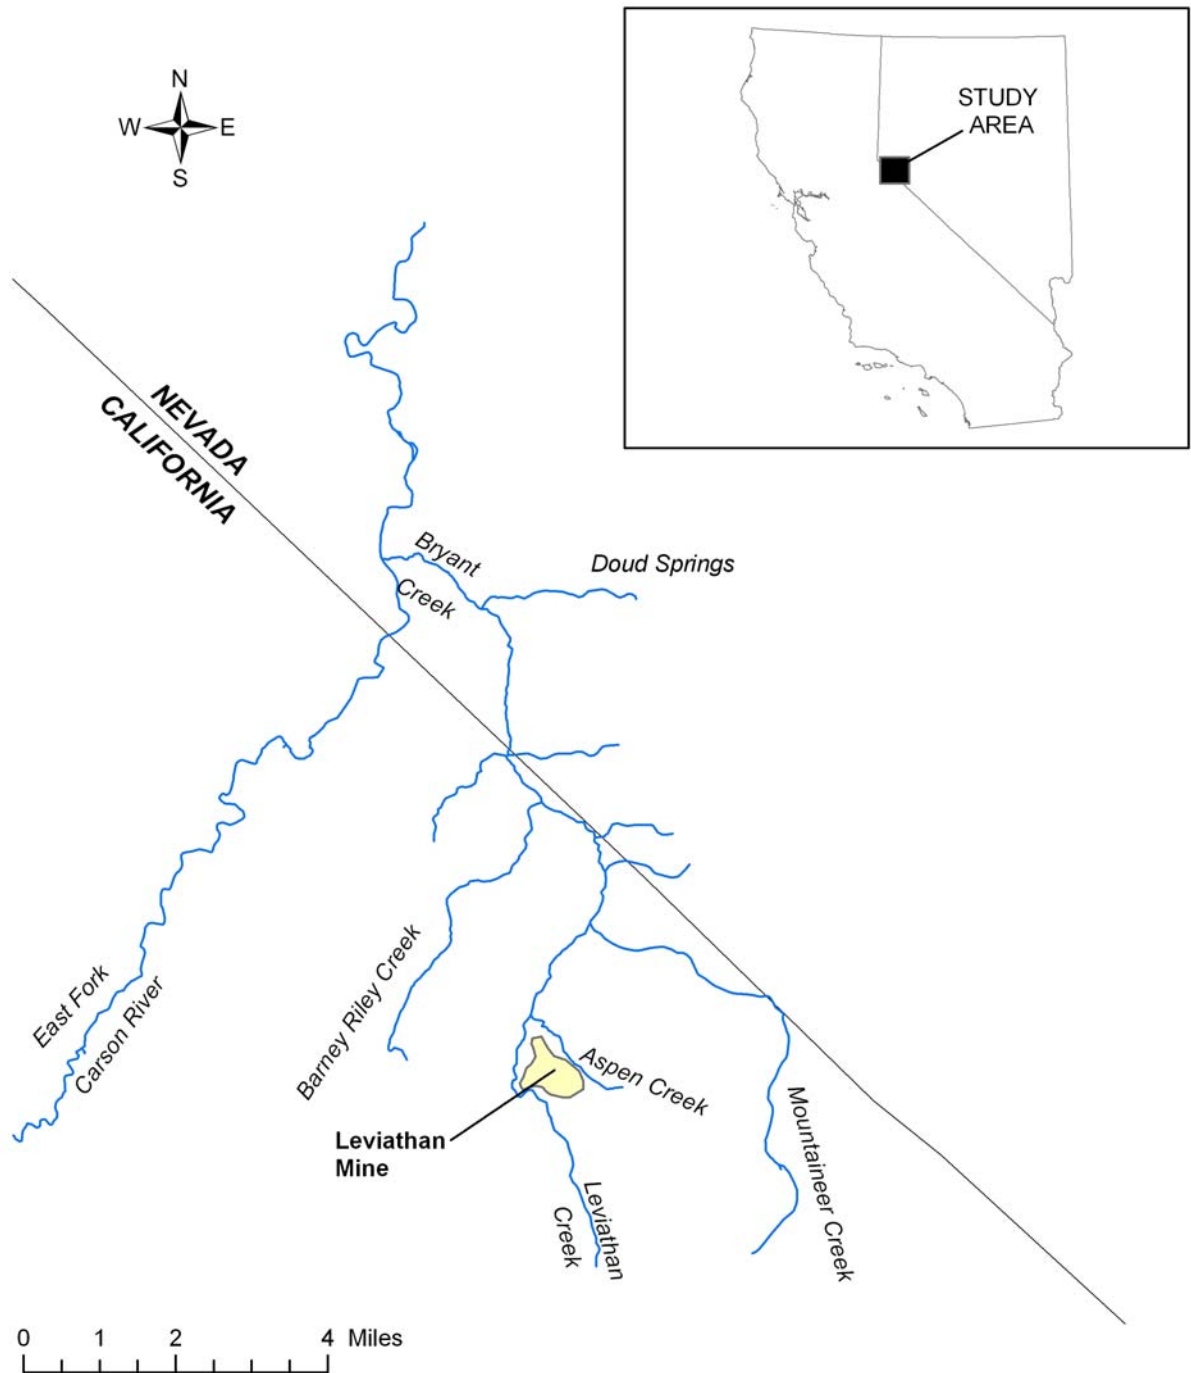 N
W E
S
STUDY
AREA
NEVADA
CALIFORNIA
Bryant
Creek
Doud Springs
East Fork
Carson River
Barney Riley Creek
Aspen Creek
Mountaineer Creek
Leviathan
Mine
Leviathan
Creek
0 1 2 4 Miles